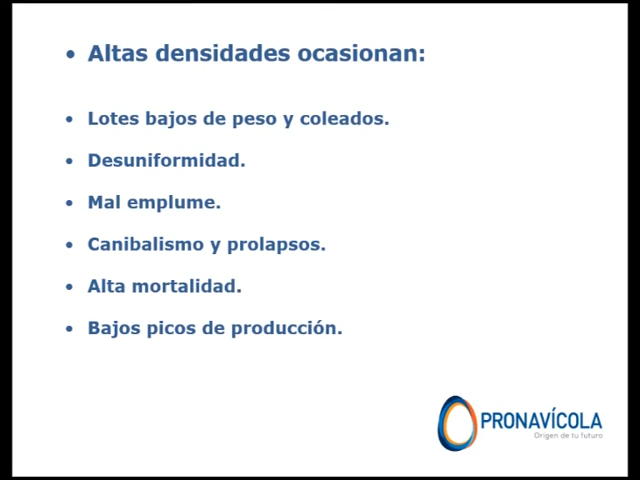 • Altas densidades ocasionan:
• Lotes bajos de peso y coleados.
• Desuniformidad.
• Mal emplume.
• Canibalismo y prolapsos.
• Alta mortalidad.
• Bajos picos de producción.
PRONAVÍCOLA
Origen de tu futuro